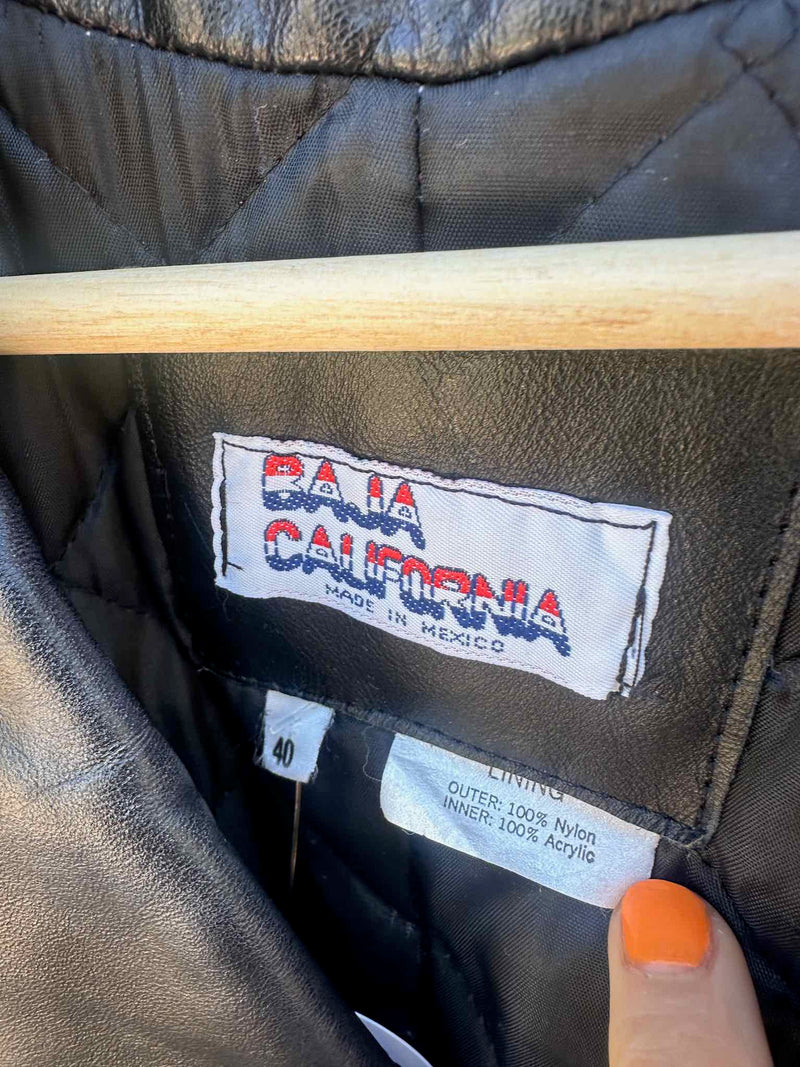 BAJA
CALIFORNIA
MADE IN MEXICO
40
LINING
OUTER: 100% Nylon
INNER: 100% Acrylic